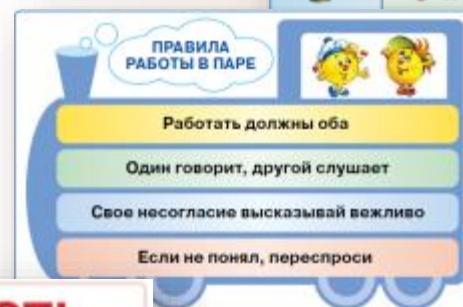 ПРАВИЛА
РАБОТЫ В ПАРЕ
Работать должны оба
Один говорит, другой слушает
Свое несогласие высказывай вежливо
Если не понял, переспроси